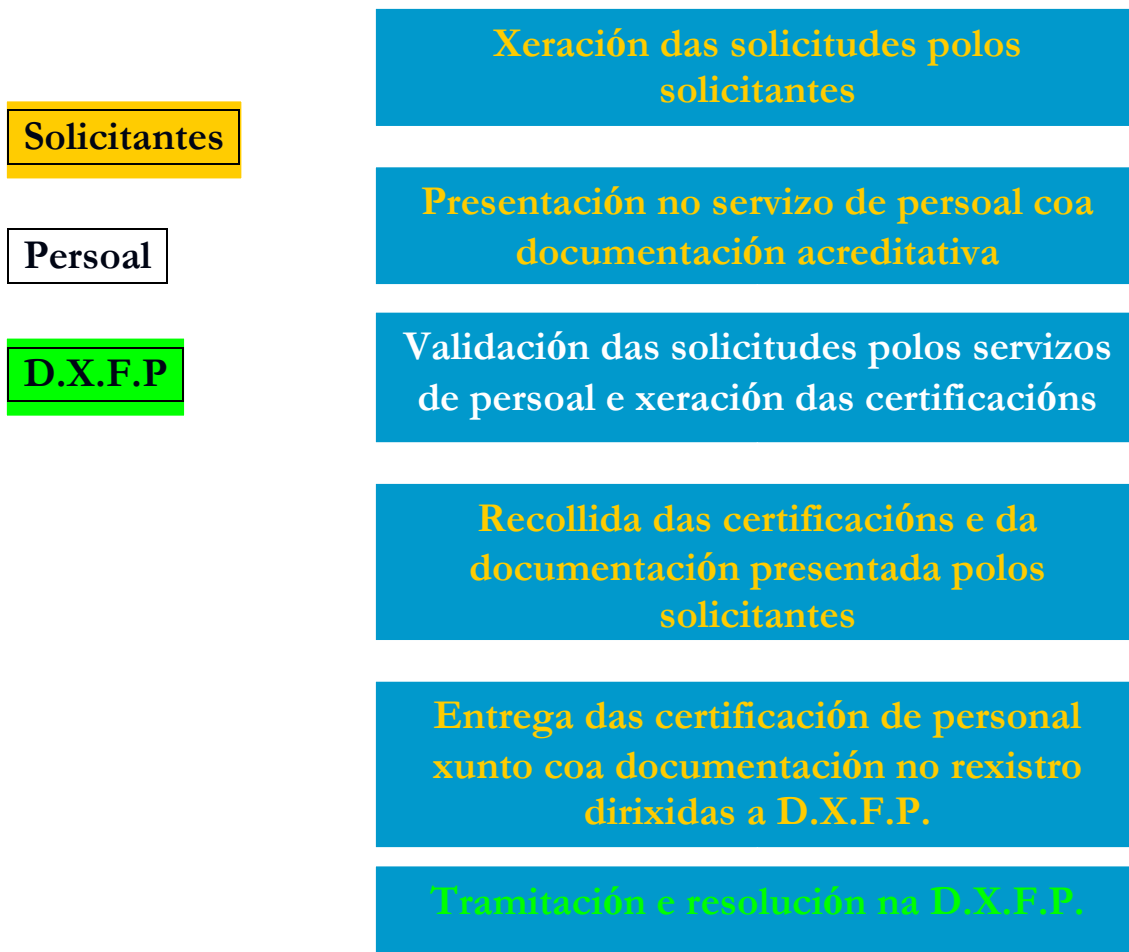 Xeración das solicitudes polos
solicitantes
Solicitantes
Presentación no servizo de persoal coa
documentación acreditativa
Persoal
Validación das solicitudes polos servizos
de persoal e xeración das certificacións
D.X.F.P
Recollida das certificacións e da
documentación presentada polos
solicitantes
Entrega das certificación de personal
xunto coa documentación no rexistro
dirixidas a D.X.F.P.
Tramitación e resolución na D.X.F.P.